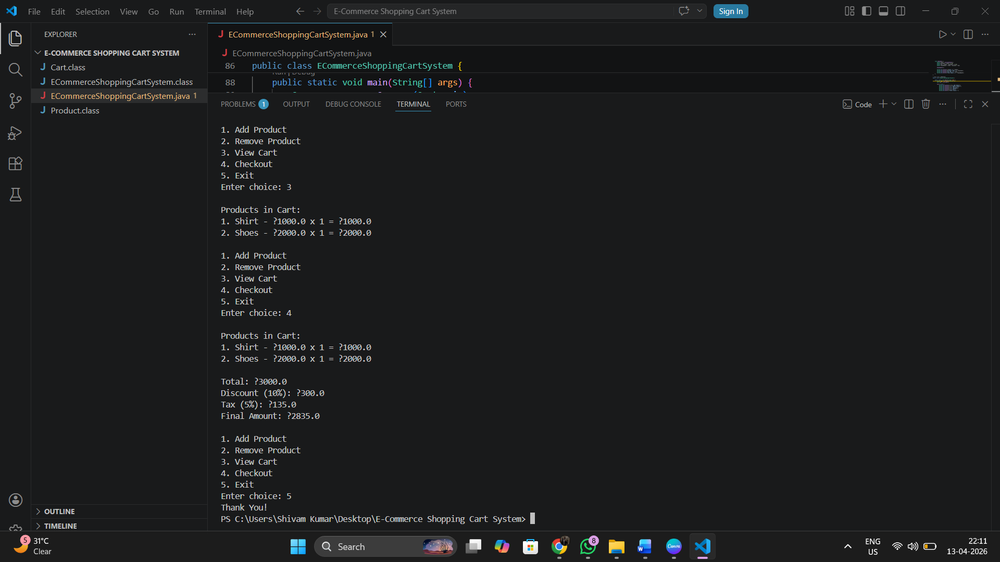 File Edit Selection View Go Run Terminal Help
E-Commerce Shopping Cart System
Sign In
EXPLORER
E-COMMERCE SHOPPING CART SYSTEM
Cart.class
ECommerceShoppingCartSystem.class
ECommerceShoppingCartSystem.java 1
Product.class
OUTLINE
TIMELINE
ECommerceShoppingCartSystem.java 1
ECommerceShoppingCartSystem.java
86 public class ECommerceShoppingCartSystem {
88 public static void main(String[] args) {
PROBLEMS 1 OUTPUT DEBUG CONSOLE TERMINAL PORTS
Code
1. Add Product
2. Remove Product
3. View Cart
4. Checkout
5. Exit
Enter choice: 3
Products in Cart:
1. Shirt - ?1000.0 x 1 = ?1000.0
2. Shoes - ?2000.0 x 1 = ?2000.0
1. Add Product
2. Remove Product
3. View Cart
4. Checkout
5. Exit
Enter choice: 4
Products in Cart:
1. Shirt - ?1000.0 x 1 = ?1000.0
2. Shoes - ?2000.0 x 1 = ?2000.0
Total: ?3000.0
Discount (10%): ?300.0
Tax (5%): ?135.0
Final Amount: ?2835.0
1. Add Product
2. Remove Product
3. View Cart
4. Checkout
5. Exit
Enter choice: 5
Thank You!
PS C:\Users\Shivam Kumar\Desktop\E-Commerce Shopping Cart System>
5
31°C
Clear
Search
8
Canva
W
ENG
US
22:11
13-04-2026